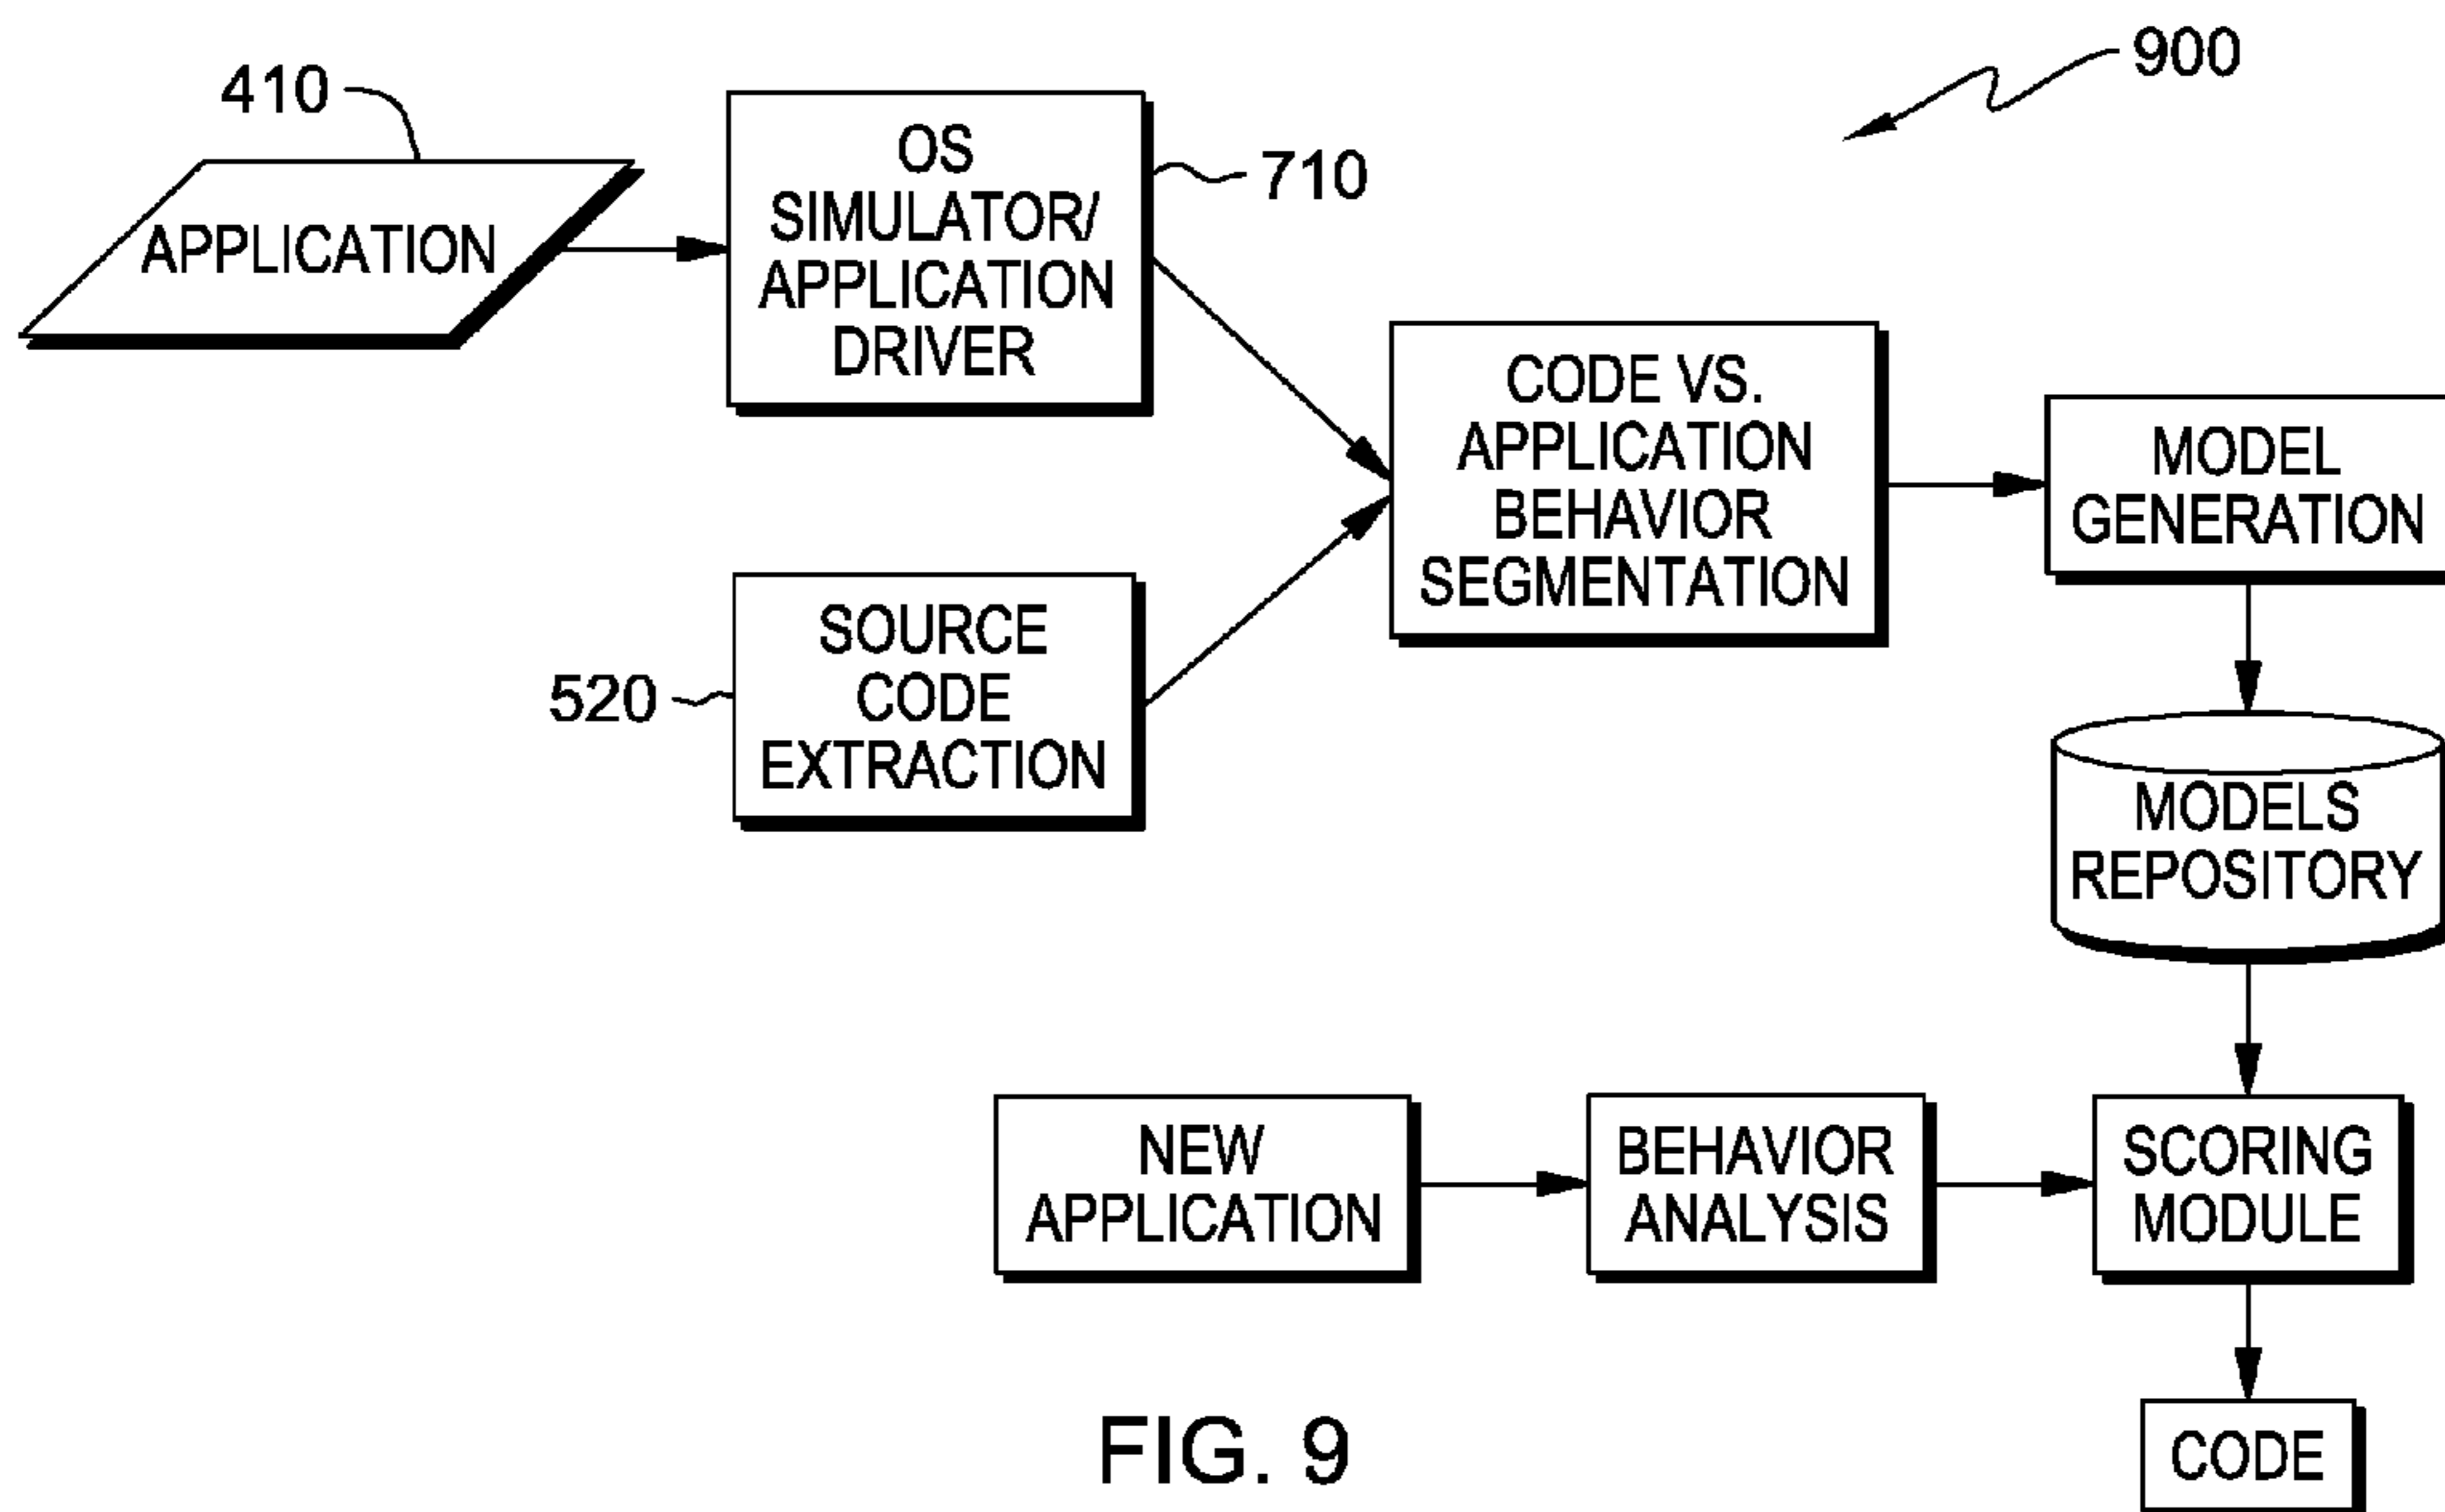 900
410
APPLICATION
OS
SIMULATOR/
APPLICATION
DRIVER
710
CODE VS.
APPLICATION
BEHAVIOR
SEGMENTATION
MODEL
GENERATION
520
SOURCE
CODE
EXTRACTION
MODELS
REPOSITORY
NEW
APPLICATION
BEHAVIOR
ANALYSIS
SCORING
MODULE
CODE
FIG. 9